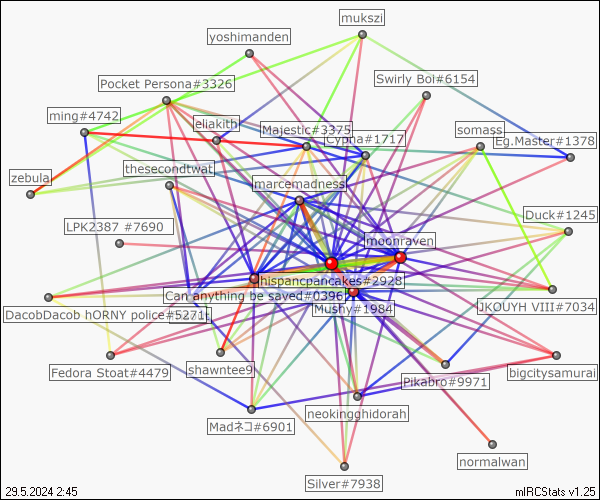 mukszi
yoshimanden
Swirly Boi#6154
Pocket Persona#3326
ming#4742
eliakith
Majestic#3375
Cypha#1717
somass
Eg.Master#1378
thesecondtwat
zebula
marcemadness
Duck#1245
LPK2387 #7690
moonraven
hispancpancakes#2928
Can anything be saved#0396
JKOUYH VIII#7034
Mushy#1984
DacobDacob hORNY police#5271
Fedora Stoat#4479
shawntee9
Pikabro#9971
bigcitysamurai
Madネコ#6901
neokingghidorah
normalwan
Silver#7938
29.5.2024 2:45
mIRCStats v1.25